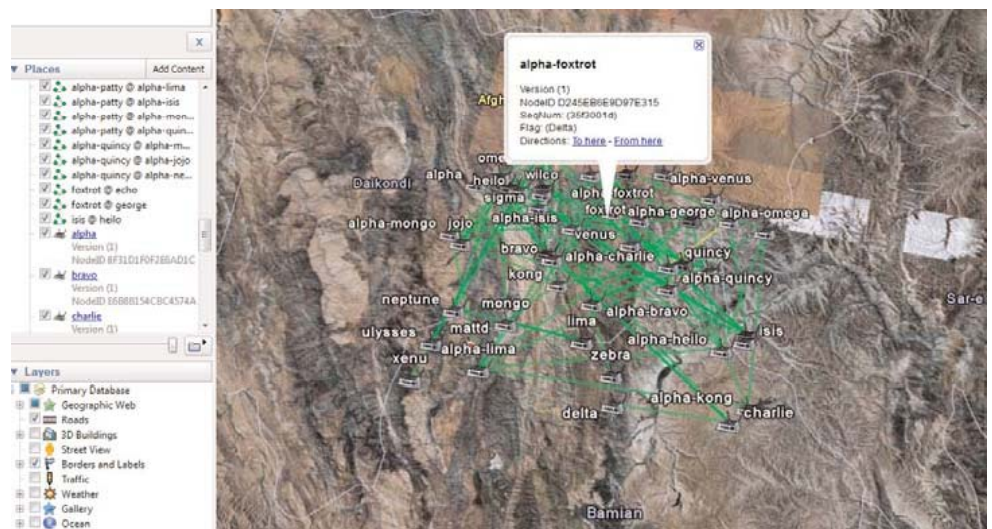 x
Places
Add Content
alpha-patty @ alpha-lima
alpha-patty @ alpha-isis
alpha-patty @ alpha-mon...
alpha-patty @ alpha-quin...
alpha-quincy @ alpha-m...
alpha-quincy @ alpha-jojo
alpha-quincy @ alpha-ne...
foxtrot @ echo
foxtrot @ george
isis @ heilo
alpha
Version (1)
NodeID 8F31D1F0F2E6AD1C
bravo
Version (1)
NodeID E6B8B154CBC4574A
charlie
Version (1)
Layers
Primary Database
Geographic Web
Roads
3D Buildings
Street View
Borders and Labels
Traffic
Weather
Gallery
Ocean
alpha-foxtrot
Version (1)
NodeID D245EB6E9D97E315
SeqNum: (36f3001d)
Flag: (Delta)
Directions: To here - From here
Afgh
Daikondi
ome
alpha
heilo
wilco
sigma
alpha-foxtrot
alpha-venus
alpha-mongo
jojo
alpha-isis
foxtrot
alpha-george
alpha-omega
venus
bravo
alpha-charlie
quincy
kong
alpha-quincy
neptune
mongo
lima
alpha-bravo
Sar-e
ulysses
mattd
alpha-heilo
isis
xenu
alpha-lima
zebra
delta
alpha-kong
charlie
Bamian